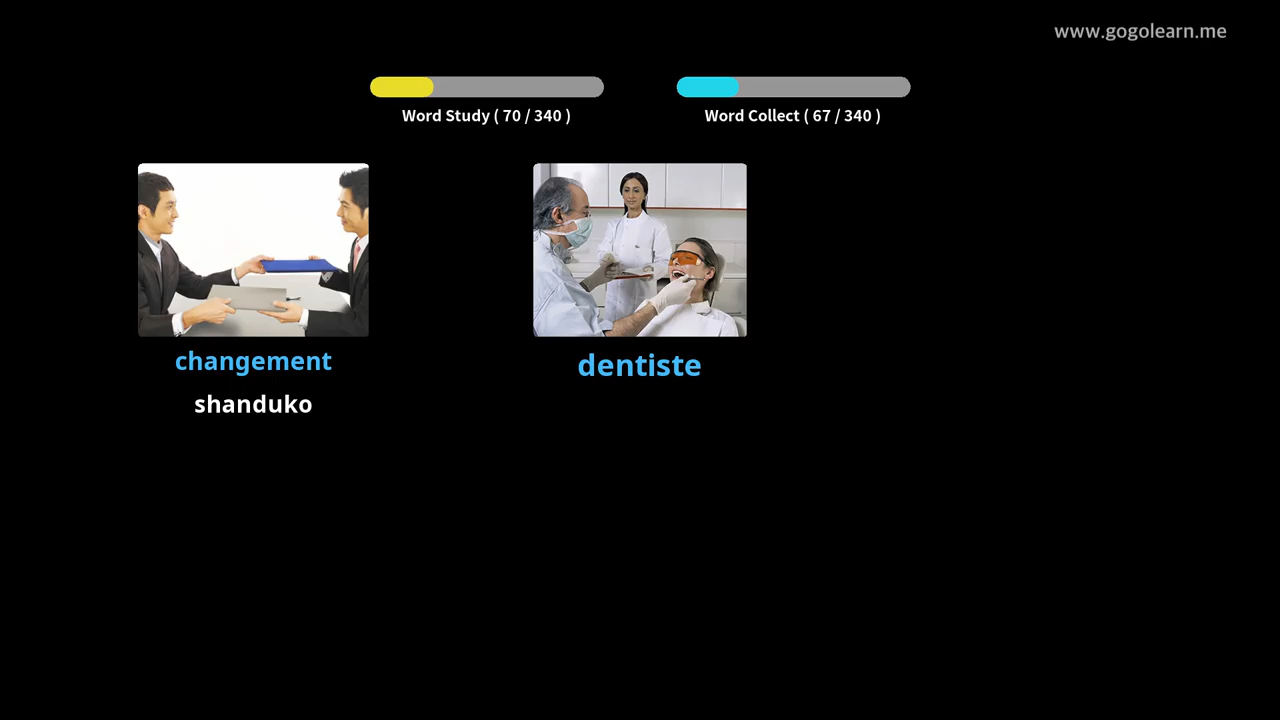 www.gogolearn.me
Word Study ( 70 / 340 )
Word Collect ( 67 / 340 )
changement
shanduko
dentiste